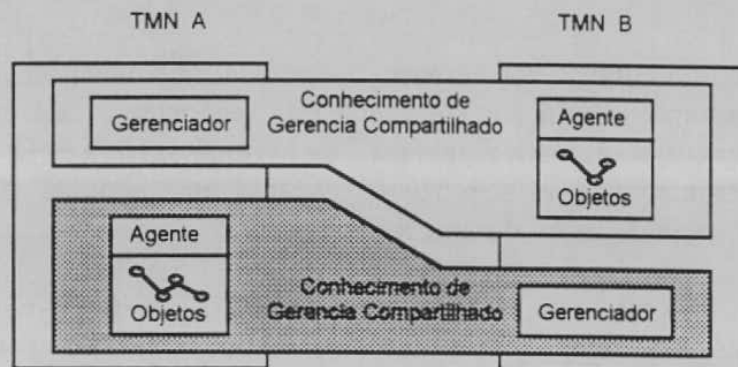 TMN A
TMN B
Gerenciador
Conhecimento de
Gerencia Compartilhado
Agente
Objetos
Agente
Objetos
Conhecimento de
Gerencia Compartilhado
Gerenciador